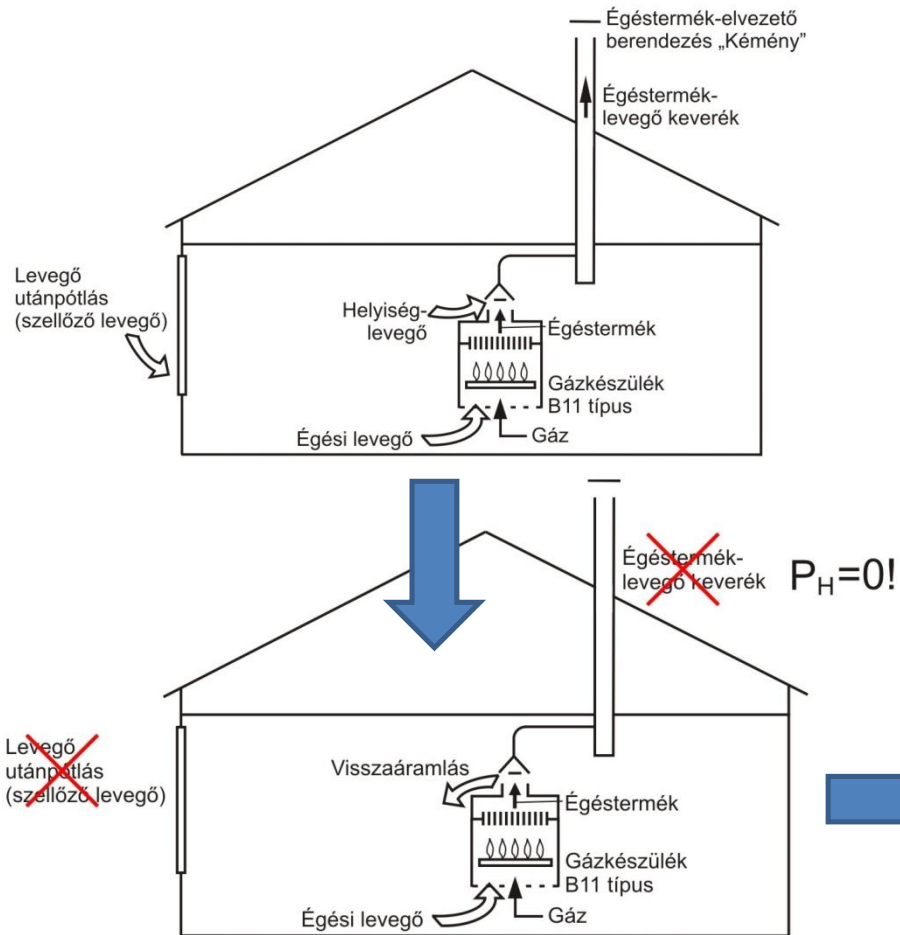 Égéstermék-elvezető
berendezés „Kémény”
Égéstermék-
levegő keverék
Levegő
utánpótlás
(szellőző levegő)
Helyiség-
levegő
Égéstermék
Gázkészülék
B11 típus
Égési levegő
Gáz
Égéstermék-
levegő keverék
P_H=0!
Levegő
utánpótlás
(szellőző levegő)
Visszaáramlás
Égéstermék
Gázkészülék
B11 típus
Égési levegő
Gáz